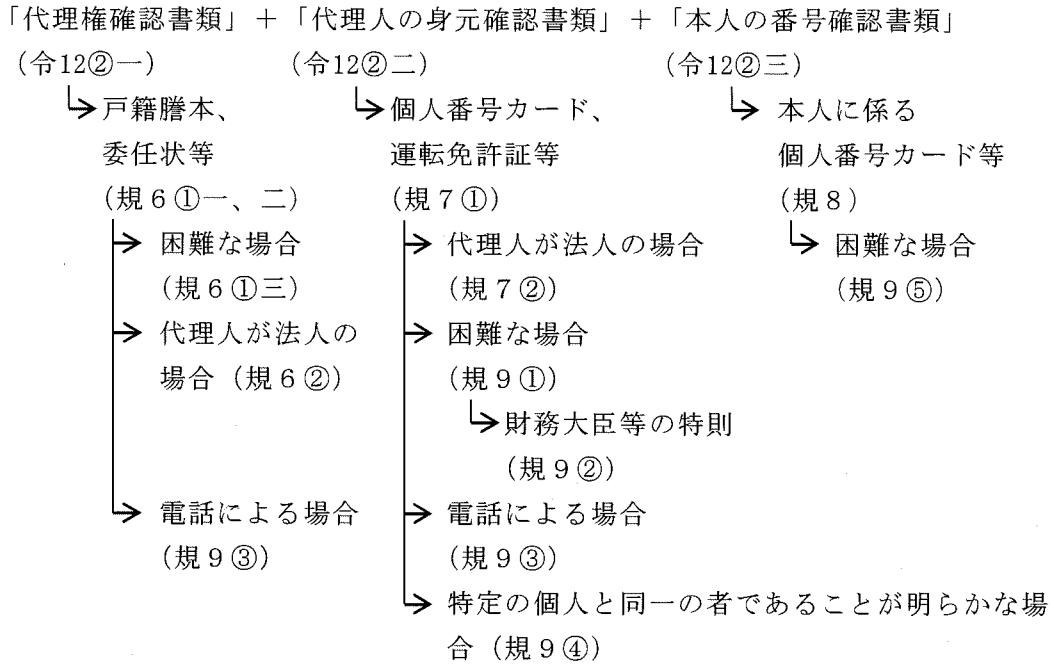 「代理権確認書類」＋「代理人の身元確認書類」＋「本人の番号確認書類」
（令12②一）　（令12②二）　（令12②三）
戸籍謄本、　個人番号カード、　本人に係る
委任状等　運転免許証等　個人番号カード等
（規６①一、二）　（規７①）　（規８）
困難な場合　代理人が法人の場合　困難な場合
（規６①三）　（規７②）　（規９⑤）
代理人が法人の　困難な場合
場合（規６②）　（規９①）
財務大臣等の特則
（規９②）
電話による場合　電話による場合
（規９③）　（規９③）
特定の個人と同一の者であることが明らかな場
合（規９④）